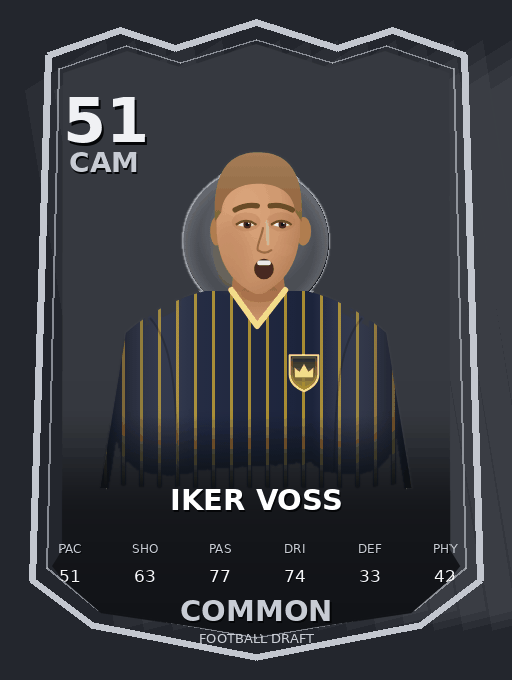 51
CAM
IKER VOSS
PAC SHO PAS DRI DEF PHY
51 63 77 74 33 42
COMMON
FOOTBALL DRAFT